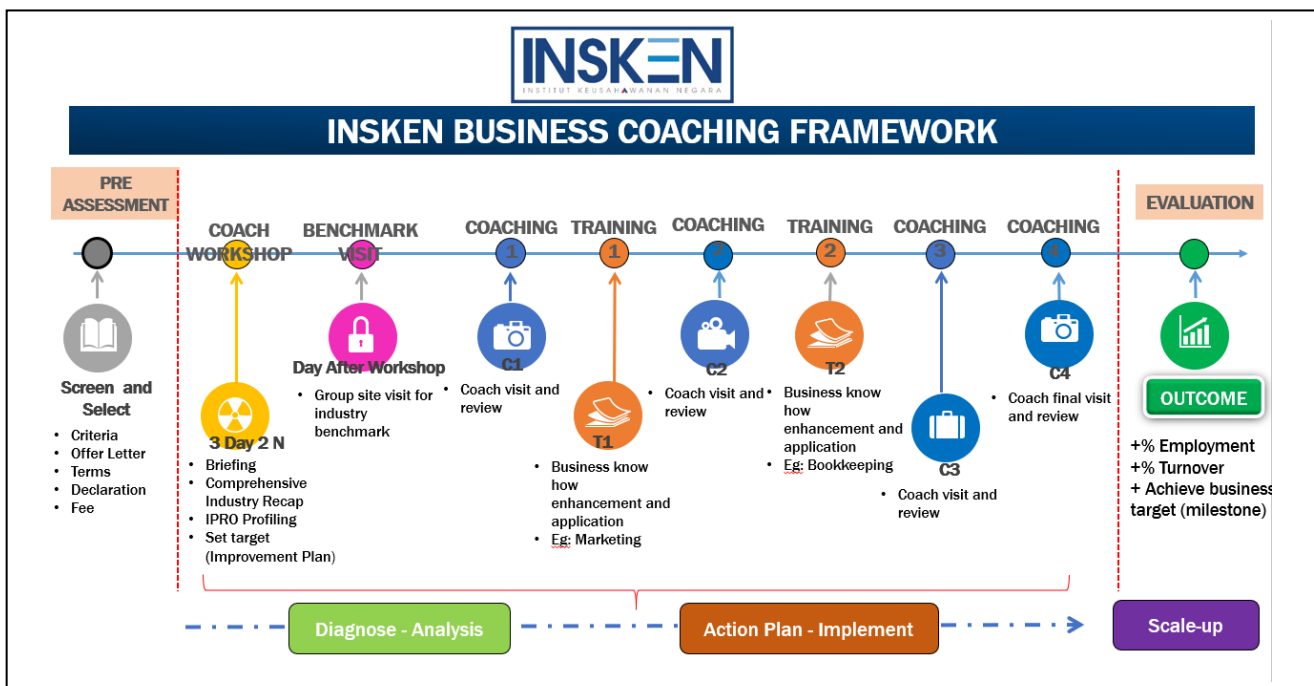 INSKEN
INSTITUT KEUSAHAWANAN NEGARA
INSKEN BUSINESS COACHING FRAMEWORK
PRE
ASSESSMENT
COACH
WORKSHOP
BENCHMARK
VISIT
COACHING
1
TRAINING
1
COACHING
2
TRAINING
2
COACHING
3
COACHING
4
EVALUATION
Screen and
Select
• Criteria
• Offer Letter
• Terms
• Declaration
• Fee
3 Day 2 N
• Briefing
• Comprehensive
Industry Recap
• IPRO Profiling
• Set target
(Improvement Plan)
Day After Workshop
• Group site visit for
industry
benchmark
C1
• Coach visit and
review
T1
• Business know
how
enhancement and
application
• Eg: Marketing
C2
• Coach visit and
review
T2
• Business know
how
enhancement and
application
• Eg: Bookkeeping
C3
• Coach visit and
review
C4
• Coach final visit
and review
OUTCOME
+% Employment
+% Turnover
+ Achieve business
target (milestone)
Diagnose - Analysis
Action Plan - Implement
Scale-up